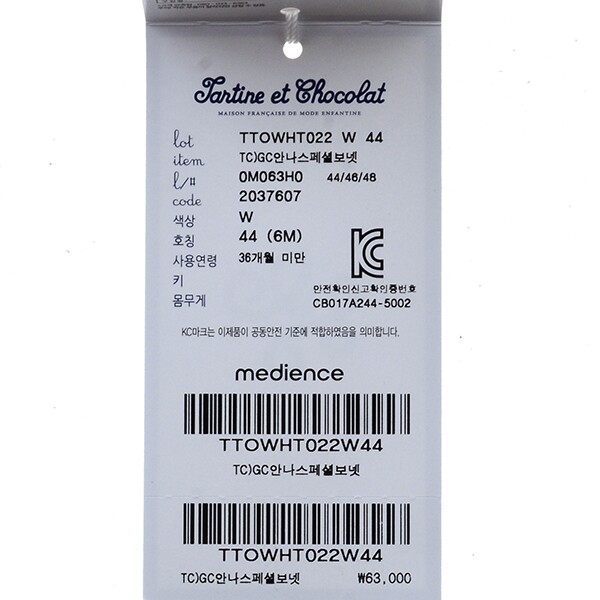 Tartine et Chocolat
MAISON FRANÇAISE DE MODE ENFANTINE
lot TTOWHT022 W 44
item TC)GC안나스페셜보넷
l/# 0M063H0 44/46/48
code 2037607
색상 W
호칭 44 (6M)
사용연령 36개월 미만
키
몸무게
안전확인신고확인증번호
CB017A244-5002
KC마크는 이제품이 공동안전 기준에 적합하였음을 의미합니다.
medience
TTOWHT022W44
TC)GC안나스페셜보넷
TTOWHT022W44
TC)GC안나스페셜보넷 ₩63,000